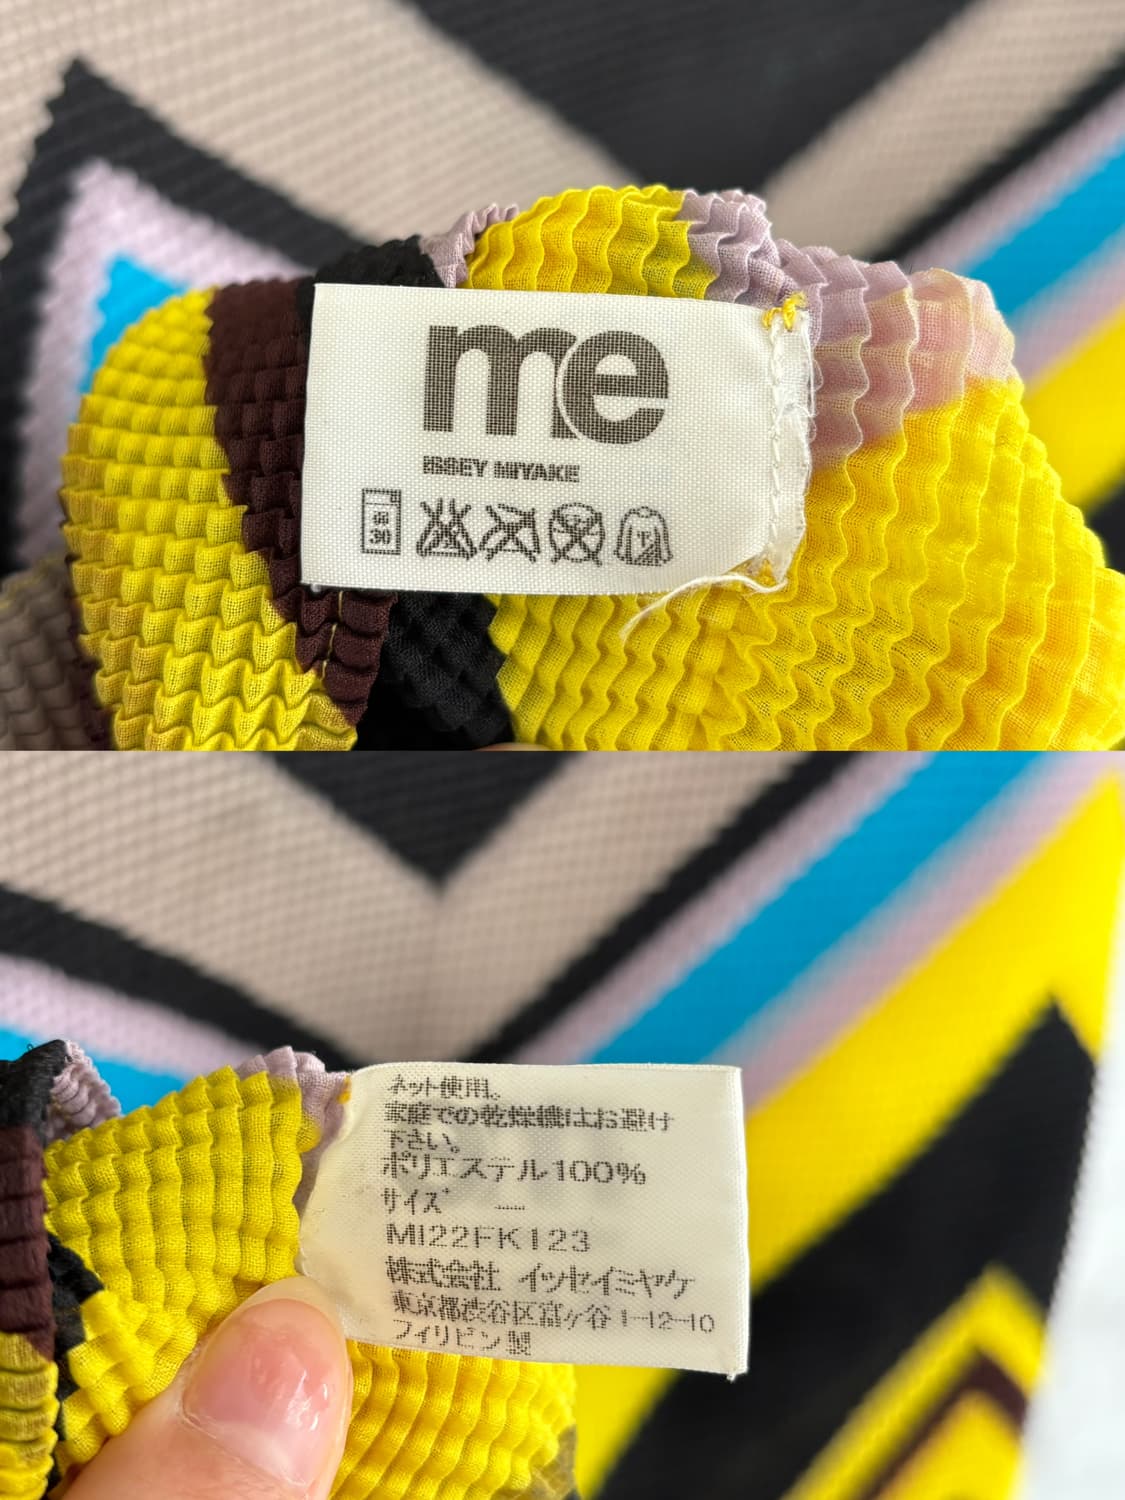 me
ISSEY MIYAKE
弱
30
ネット使用。
家庭での乾燥機はお避け
下さい。
ポリエステル100%
サイズ --
MI22FK123
株式会社 イッセイミヤケ
東京都渋谷区富ヶ谷 1-12-10
フィリピン製